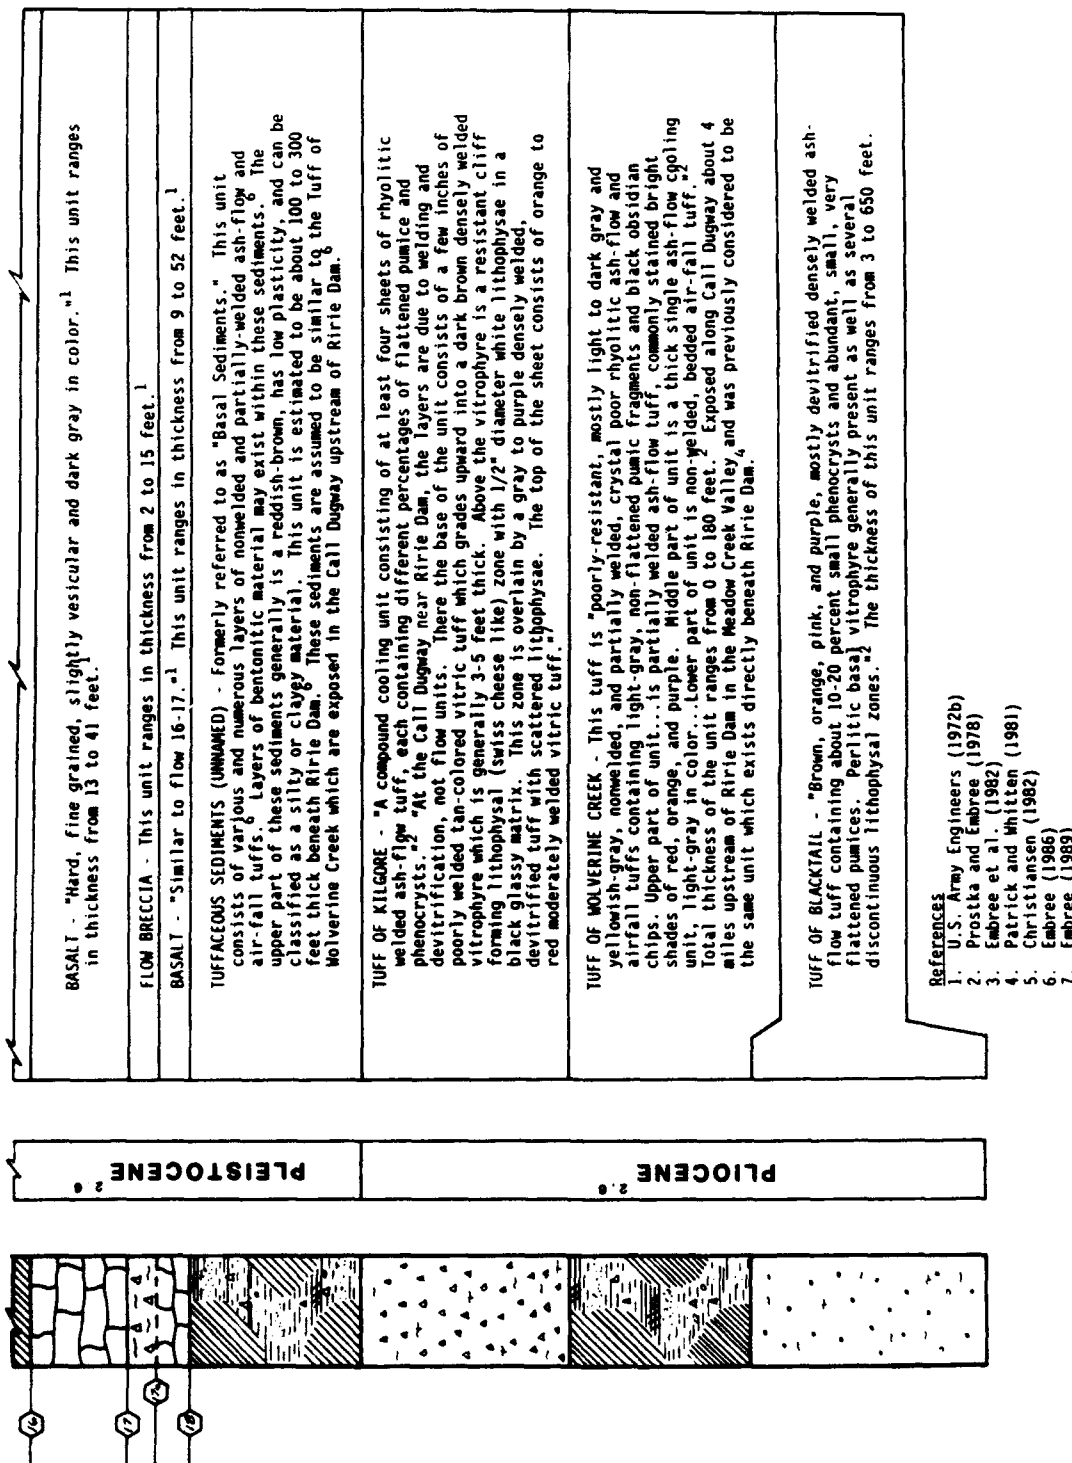 BASALT - "Hard, fine grained, slightly vesicular and dark gray in color."1 This unit ranges
in thickness from 13 to 41 feet.1
FLOW BRECCIA - This unit ranges in thickness from 2 to 15 feet.1
BASALT - "Similar to flow 16-17."1 This unit ranges in thickness from 9 to 52 feet.1
TUFFACEOUS SEDIMENTS (UNNAMED) - Formerly referred to as "Basal Sediments." This unit
consists of various and numerous layers of nonwelded and partially-welded ash-flow and
air-fall tuffs.6 Layers of bentonitic material may exist within these sediments.6 The
upper part of these sediments generally is a reddish-brown, has low plasticity, and can be
classified as a silty or clayey material. This unit is estimated to be about 100 to 300
feet thick beneath Ririe Dam.6 These sediments are assumed to be similar to the Tuff of
Wolverine Creek which are exposed in the Call Dugway upstream of Ririe Dam.6
TUFF OF KILGORE - "A compound cooling unit consisting of at least four sheets of rhyolitic
welded ash-flow tuff, each containing different percentages of flattened pumice and
phenocrysts."2 "At the Call Dugway near Ririe Dam, the layers are due to welding and
devitrification, not flow units. There the base of the unit consists of a few inches of
poorly welded tan-colored vitric tuff which grades upward into a dark brown densely welded
vitrophyre which is generally 3-5 feet thick. Above the vitrophyre is a resistant cliff
forming lithophysal (swiss cheese like) zone with 1/2" diameter white lithophysae in a
black glassy matrix. This zone is overlain by a gray to purple densely welded,
devitrified tuff with scattered lithophysae. The top of the sheet consists of orange to
red moderately welded vitric tuff."7
TUFF OF WOLVERINE CREEK - This tuff is "poorly-resistant, mostly light to dark gray and
yellowish-gray, nonwelded, and partially welded, crystal poor rhyolitic ash-flow and
airfall tuffs containing light-gray, non-flattened pumic fragments and black obsidian
chips. Upper part of unit...is partially welded ash-flow tuff, commonly stained bright
shades of red, orange, and purple. Middle part of unit is a thick single ash-flow cooling
unit, light-gray in color...Lower part of unit is non-welded, bedded air-fall tuff."2
Total thickness of the unit ranges from 0 to 180 feet.2 Exposed along Call Dugway about 4
miles upstream of Ririe Dam in the Meadow Creek Valley and was previously considered to be
the same unit which exists directly beneath Ririe Dam.4
TUFF OF BLACKTAIL - "Brown, orange, pink, and purple, mostly devitrified densely welded ash-
flow tuff containing about 10-20 percent small phenocrysts and abundant, small, very
flattened pumices. Perlitic basal vitrophyre generally present as well as several
discontinuous lithophysal zones."2 The thickness of this unit ranges from 3 to 650 feet.
References
1. U.S. Army Engineers (1972b)
2. Prostka and Embree (1978)
3. Embree et al. (1982)
4. Patrick and Whitten (1981)
5. Christiansen (1982)
6. Embree (1986)
7. Embree (1989)
PLEISTOCENE 2,6
PLIOCENE 2,6
16
17
17a
18